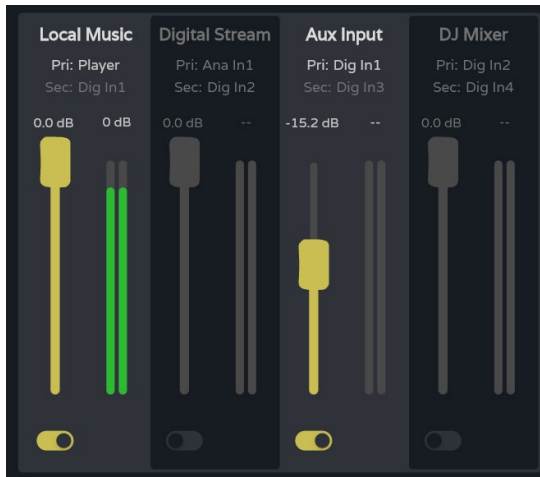 Local Music
Pri: Player
Sec: Dig In1
0.0 dB 0 dB
Digital Stream
Pri: Ana In1
Sec: Dig In2
0.0 dB --
Aux Input
Pri: Dig In1
Sec: Dig In3
-15.2 dB --
DJ Mixer
Pri: Dig In2
Sec: Dig In4
0.0 dB --